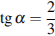 tg α = 2/3